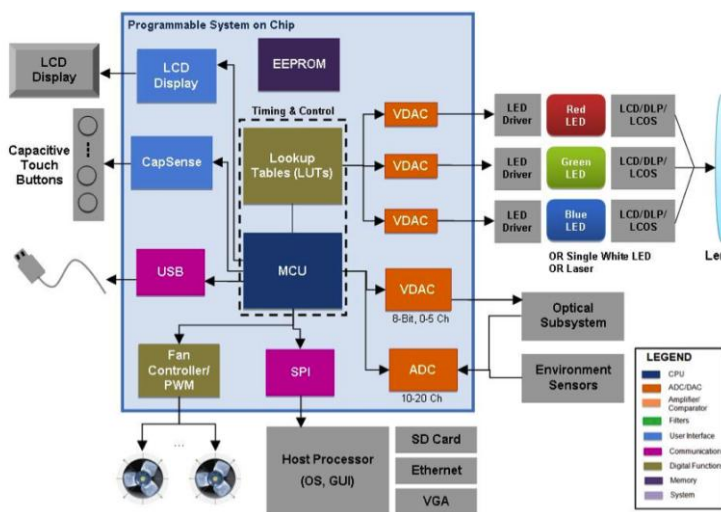 Programmable System on Chip
LCD
Display
LCD
Display
EEPROM
Timing & Control
Capacitive
Touch
Buttons
CapSense
Lookup
Tables (LUTs)
VDAC
VDAC
VDAC
LED
Driver
Red
LED
LCD/DLP/
LCOS
LED
Driver
Green
LED
LCD/DLP/
LCOS
LED
Driver
Blue
LED
LCD/DLP/
LCOS
OR Single White LED
OR Laser
Len
USB
MCU
VDAC
8-Bit, 0-5 Ch
Optical
Subsystem
Fan
Controller/
PWM
SPI
ADC
10-20 Ch
Environment
Sensors
...
Host Processor
(OS, GUI)
SD Card
Ethernet
VGA
LEGEND
CPU
ADC/DAC
Amplifier/
Comparator
Filters
User Interface
Communication
Digital Function
Memory
System